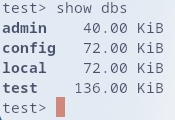 test> show dbs
admin    40.00 KiB
config   72.00 KiB
local    72.00 KiB
test    136.00 KiB
test>